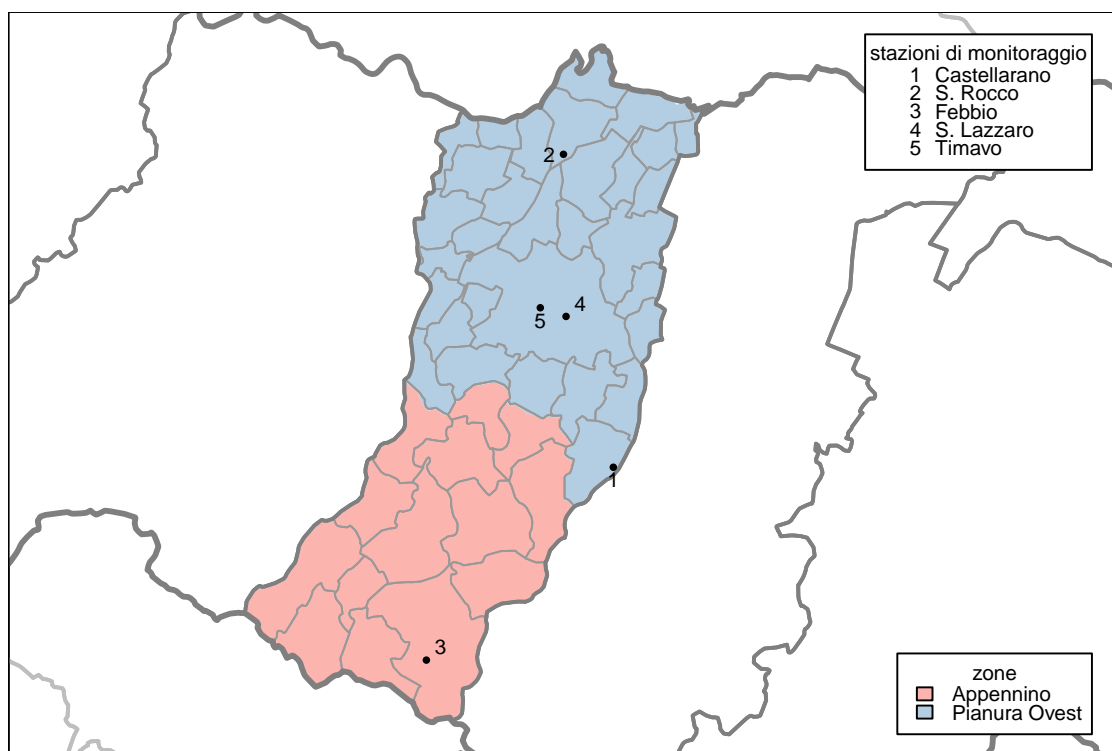 stazioni di monitoraggio
1 Castellarano
2 S. Rocco
3 Febbio
4 S. Lazzaro
5 Timavo
2
4
5
1
3
zone
Appennino
Pianura Ovest